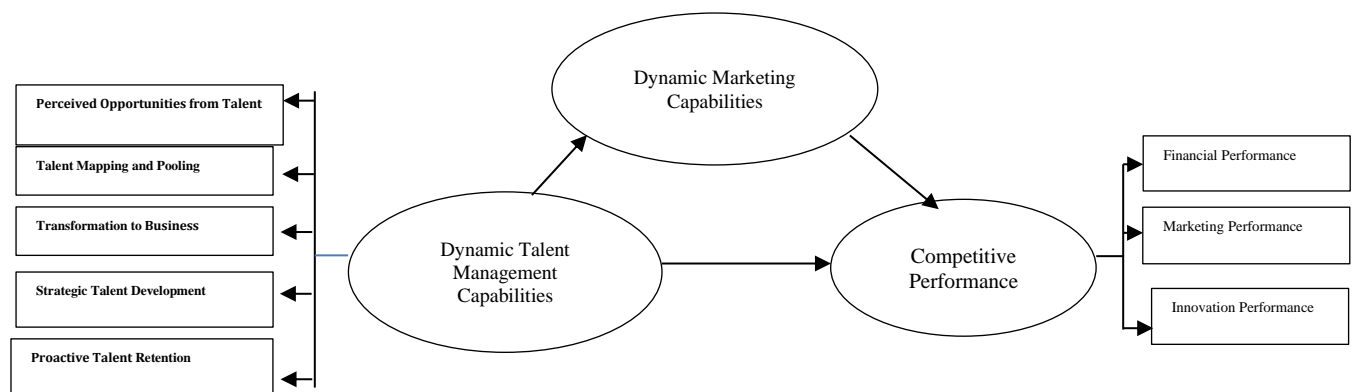 Dynamic Marketing
Capabilities
Perceived Opportunities from Talent
Talent Mapping and Pooling
Transformation to Business
Strategic Talent Development
Proactive Talent Retention
Dynamic Talent
Management
Capabilities
Competitive
Performance
Financial Performance
Marketing Performance
Innovation Performance